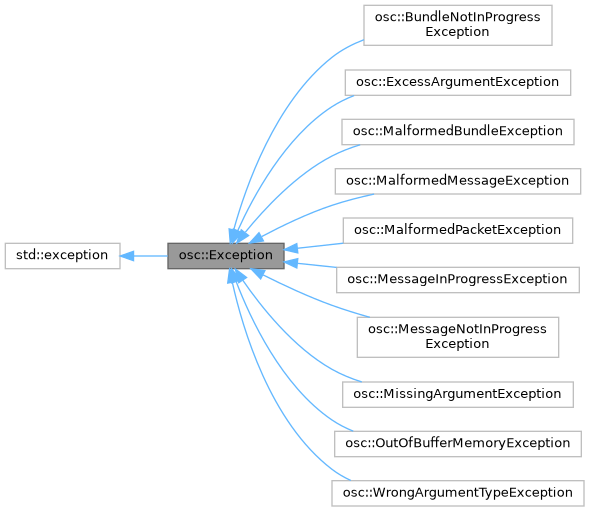 osc::BundleNotInProgress
Exception
osc::ExcessArgumentException
osc::MalformedBundleException
osc::MalformedMessageException
osc::MalformedPacketException
std::exception
osc::Exception
osc::MessageInProgressException
osc::MessageNotInProgress
Exception
osc::MissingArgumentException
osc::OutOfBufferMemoryException
osc::WrongArgumentTypeException